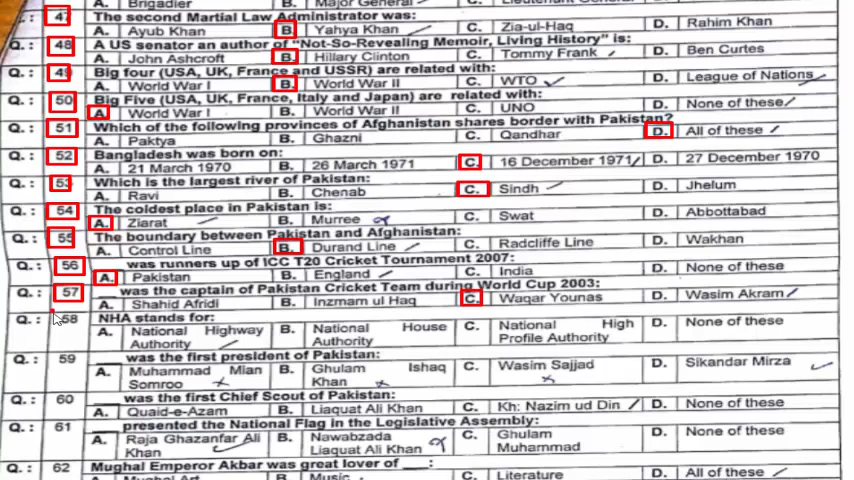 A. Brigadier B. Major General C. Lieutenant General
47 The second Martial Law Administrator was:
A. Ayub Khan B. Yahya Khan C. Zia-ul-Haq D. Rahim Khan
Q. : 48 A US senator an author of "Not-So-Revealing Memoir, Living History" is:
A. John Ashcroft B. Hillary Clinton C. Tommy Frank D. Ben Curtes
Q. : 49 Big four (USA, UK, France and USSR) are related with:
A. World War I B. World War II C. WTO D. League of Nations
Q. : 50 Big Five (USA, UK, France, Italy and Japan) are related with:
A. World War I B. World War II C. UNO D. None of these
Q. : 51 Which of the following provinces of Afghanistan shares border with Pakistan?
A. Paktya B. Ghazni C. Qandhar D. All of these
Q. : 52 Bangladesh was born on:
A. 21 March 1970 B. 26 March 1971 C. 16 December 1971 D. 27 December 1970
Q. : 53 Which is the largest river of Pakistan:
A. Ravi B. Chenab C. Sindh D. Jhelum
Q. : 54 The coldest place in Pakistan is:
A. Ziarat B. Murree C. Swat D. Abbottabad
Q. : 55 The boundary between Pakistan and Afghanistan:
A. Control Line B. Durand Line C. Radcliffe Line D. Wakhan
Q. : 56 ___was runners up of ICC T20 Cricket Tournament 2007:
A. Pakistan B. England C. India D. None of these
Q. : 57 ___was the captain of Pakistan Cricket Team during World Cup 2003:
A. Shahid Afridi B. Inzmam ul Haq C. Waqar Younas D. Wasim Akram
Q. : 58 NHA stands for:
A. National Highway B. National House C. National High D. None of these
Authority Authority Profile Authority
Q. : 59 ___was the first president of Pakistan:
A. Muhammad Mian B. Ghulam Ishaq C. Wasim Sajjad D. Sikandar Mirza
Somroo Khan
Q. : 60 ___was the first Chief Scout of Pakistan:
A. Quaid-e-Azam B. Liaquat Ali Khan C. Kh: Nazim ud Din D. None of these
Q. : 61 ___presented the National Flag in the Legislative Assembly:
A. Raja Ghazanfar Ali B. Nawabzada C. Ghulam D. None of these
Khan Liaquat Ali Khan Muhammad
Q. : 62 Mughal Emperor Akbar was great lover of ___:
A. Mughal Art B. Music C. Literature D. All of these